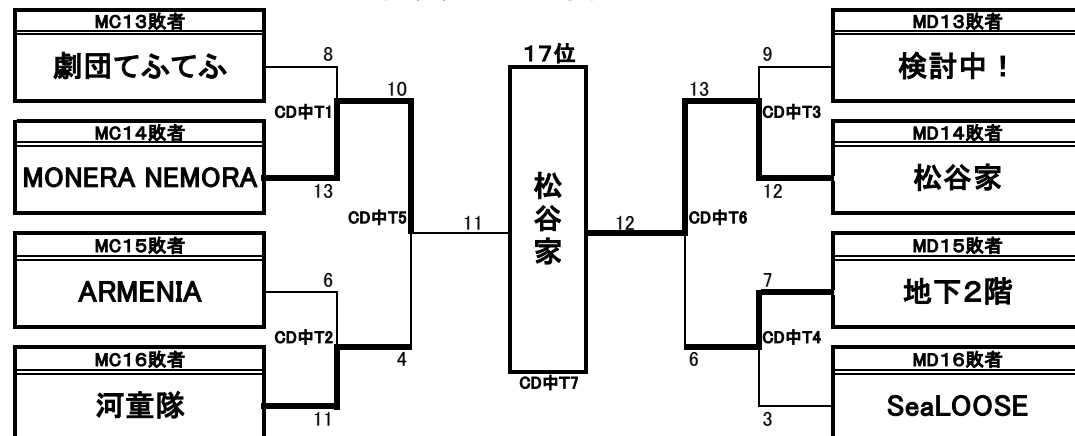 MC13敗者
劇団てふてふ
MC14敗者
MONERA NEMORA
MC15敗者
ARMENIA
MC16敗者
河童隊
8
CD中T1
13
6
CD中T2
11
10
CD中T5
4
11
17位
松谷家
CD中T7
12
13
CD中T6
6
9
CD中T3
12
7
CD中T4
3
MD13敗者
検討中！
MD14敗者
松谷家
MD15敗者
地下2階
MD16敗者
SeaLOOSE